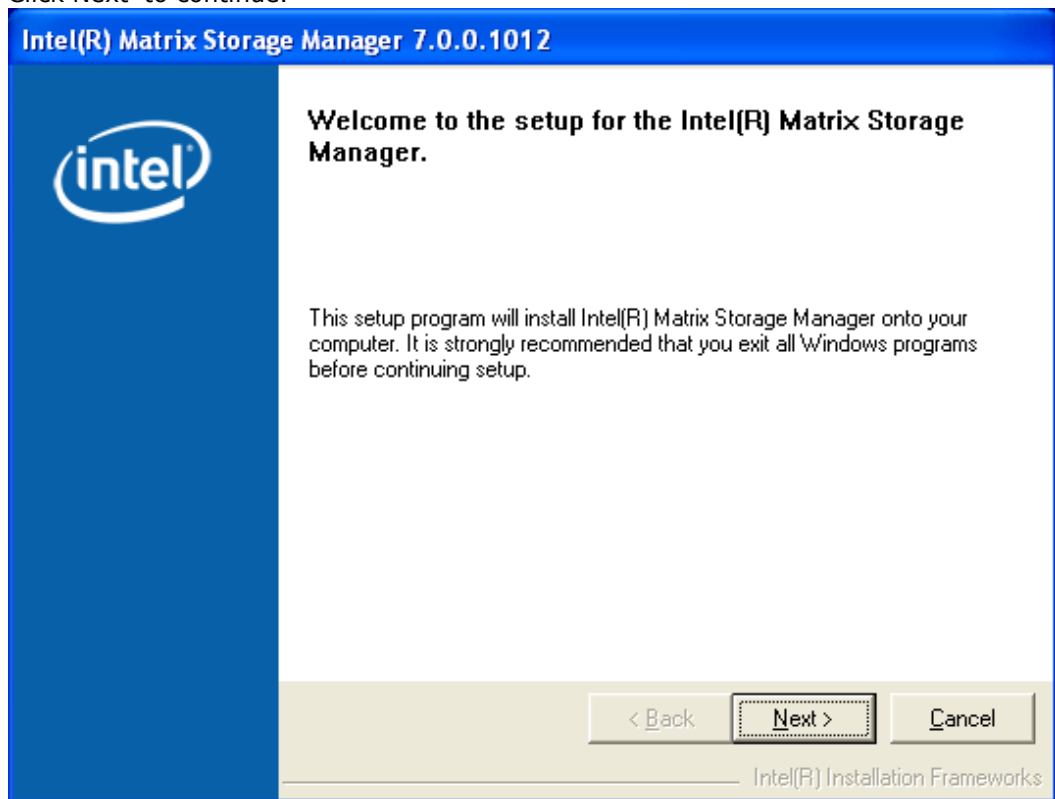 Intel(R) Matrix Storage Manager 7.0.0.1012
intel
Welcome to the setup for the Intel(R) Matrix Storage
Manager.
This setup program will install Intel(R) Matrix Storage Manager onto your
computer. It is strongly recommended that you exit all Windows programs
before continuing setup.
< Back Next > Cancel
Intel(R) Installation Frameworks